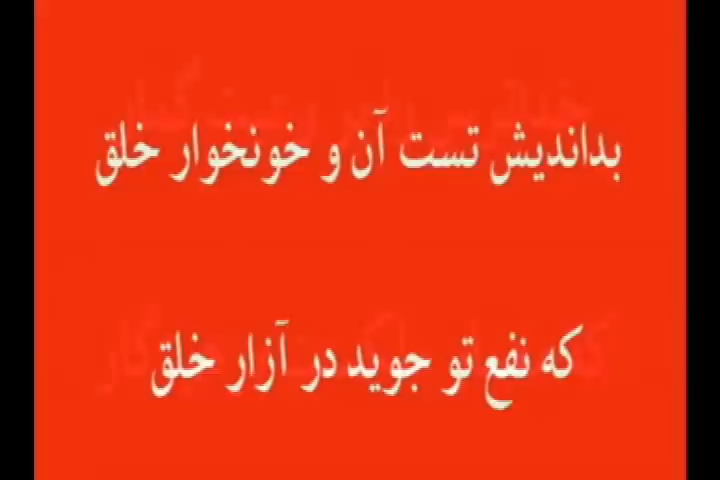 بداندیش تست آن و خونخوار خلق
که نفع تو جوید در آزار خلق